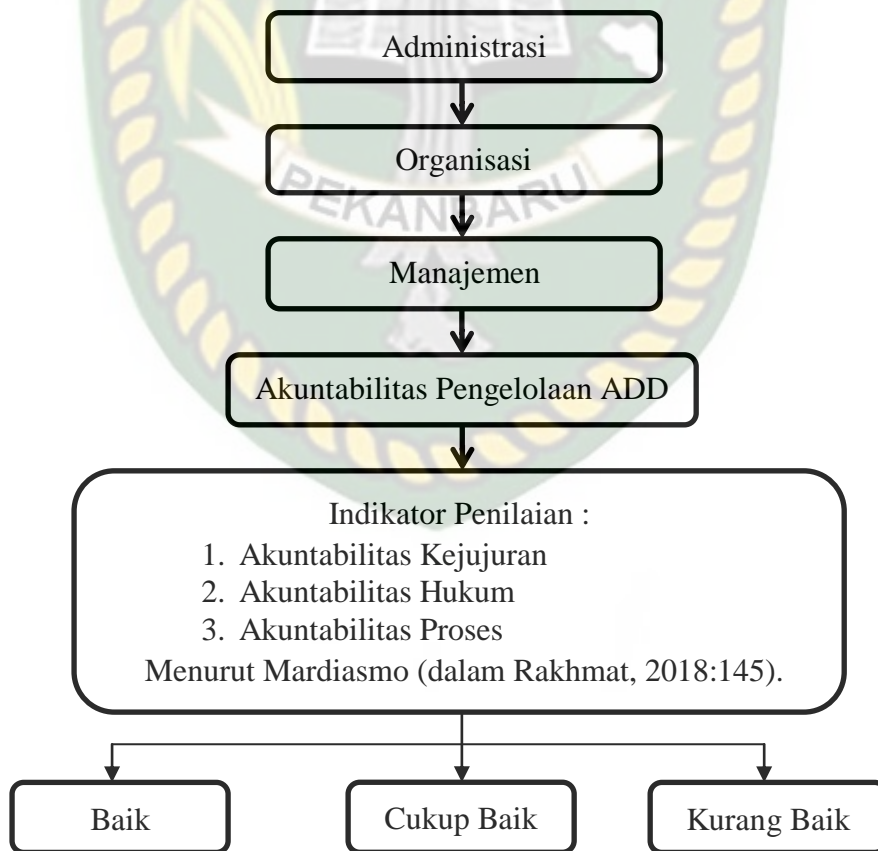 Administrasi
Organisasi
PEKANBARU
Manajemen
Akuntabilitas Pengelolaan ADD
Indikator Penilaian :
1. Akuntabilitas Kejujuran
2. Akuntabilitas Hukum
3. Akuntabilitas Proses
Menurut Mardiasmo (dalam Rakhmat, 2018:145).
Baik
Cukup Baik
Kurang Baik